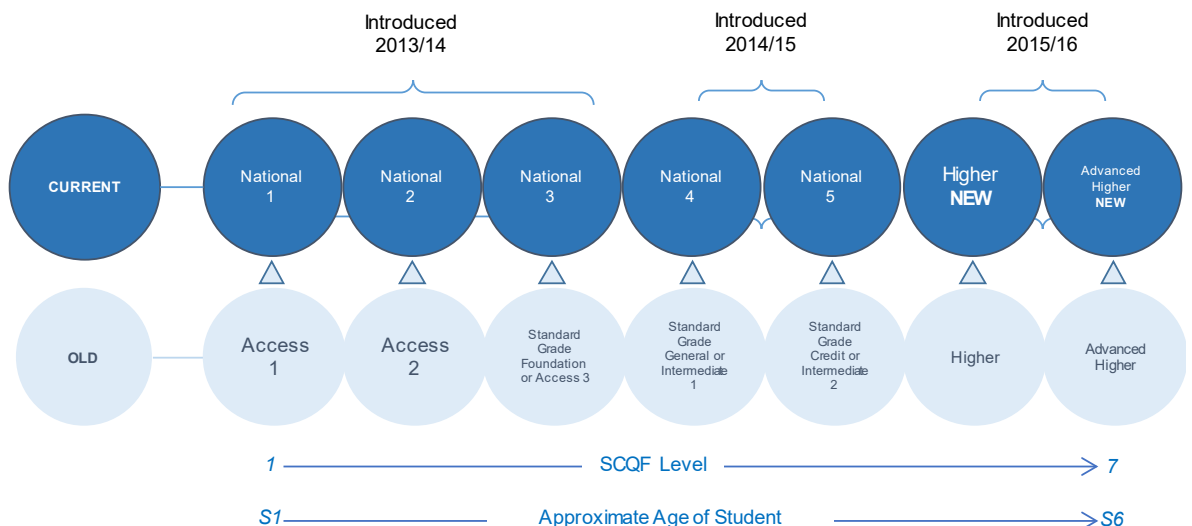 Introduced
2013/14
Introduced
2014/15
Introduced
2015/16
CURRENT
National
1
National
2
National
3
National
4
National
5
Higher
NEW
Advanced
Higher
NEW
OLD
Access
1
Access
2
Standard
Grade
Foundation
or Access 3
Standard
Grade
General or
Intermediate
1
Standard
Grade
Credit or
Intermediate
2
Higher
Advanced
Higher
1 SCQF Level 7
S1 Approximate Age of Student S6